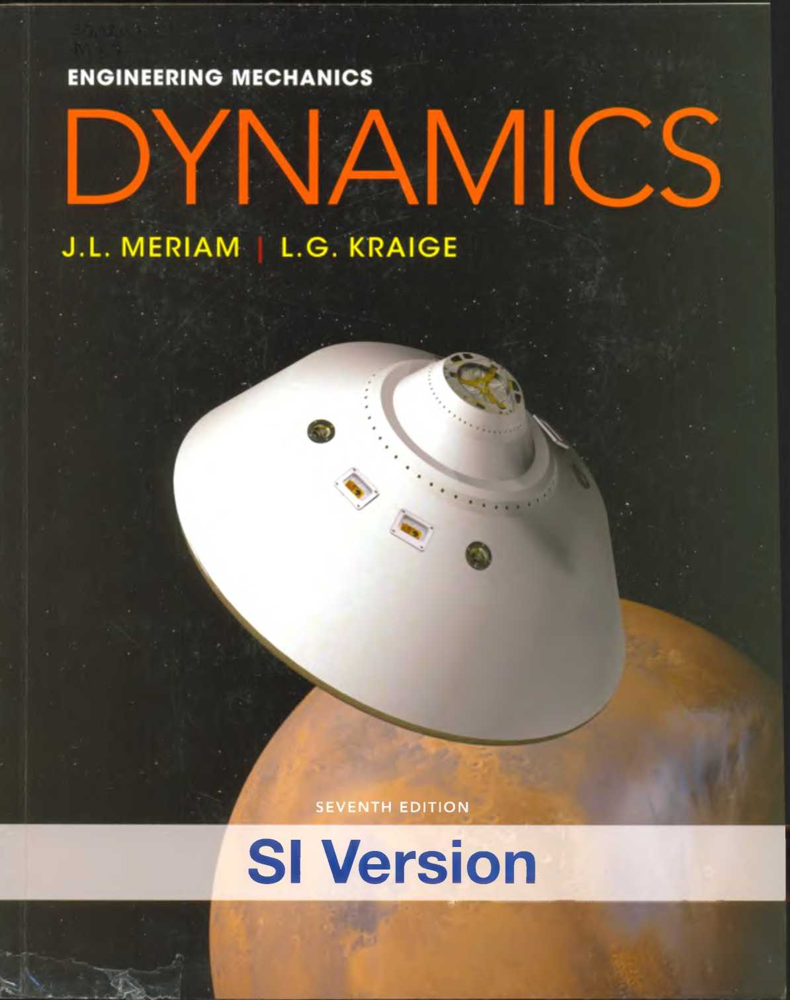 ENGINEERING MECHANICS
DYNAMICS
J.L. MERIAM | L.G. KRAIGE
SEVENTH EDITION
SI Version